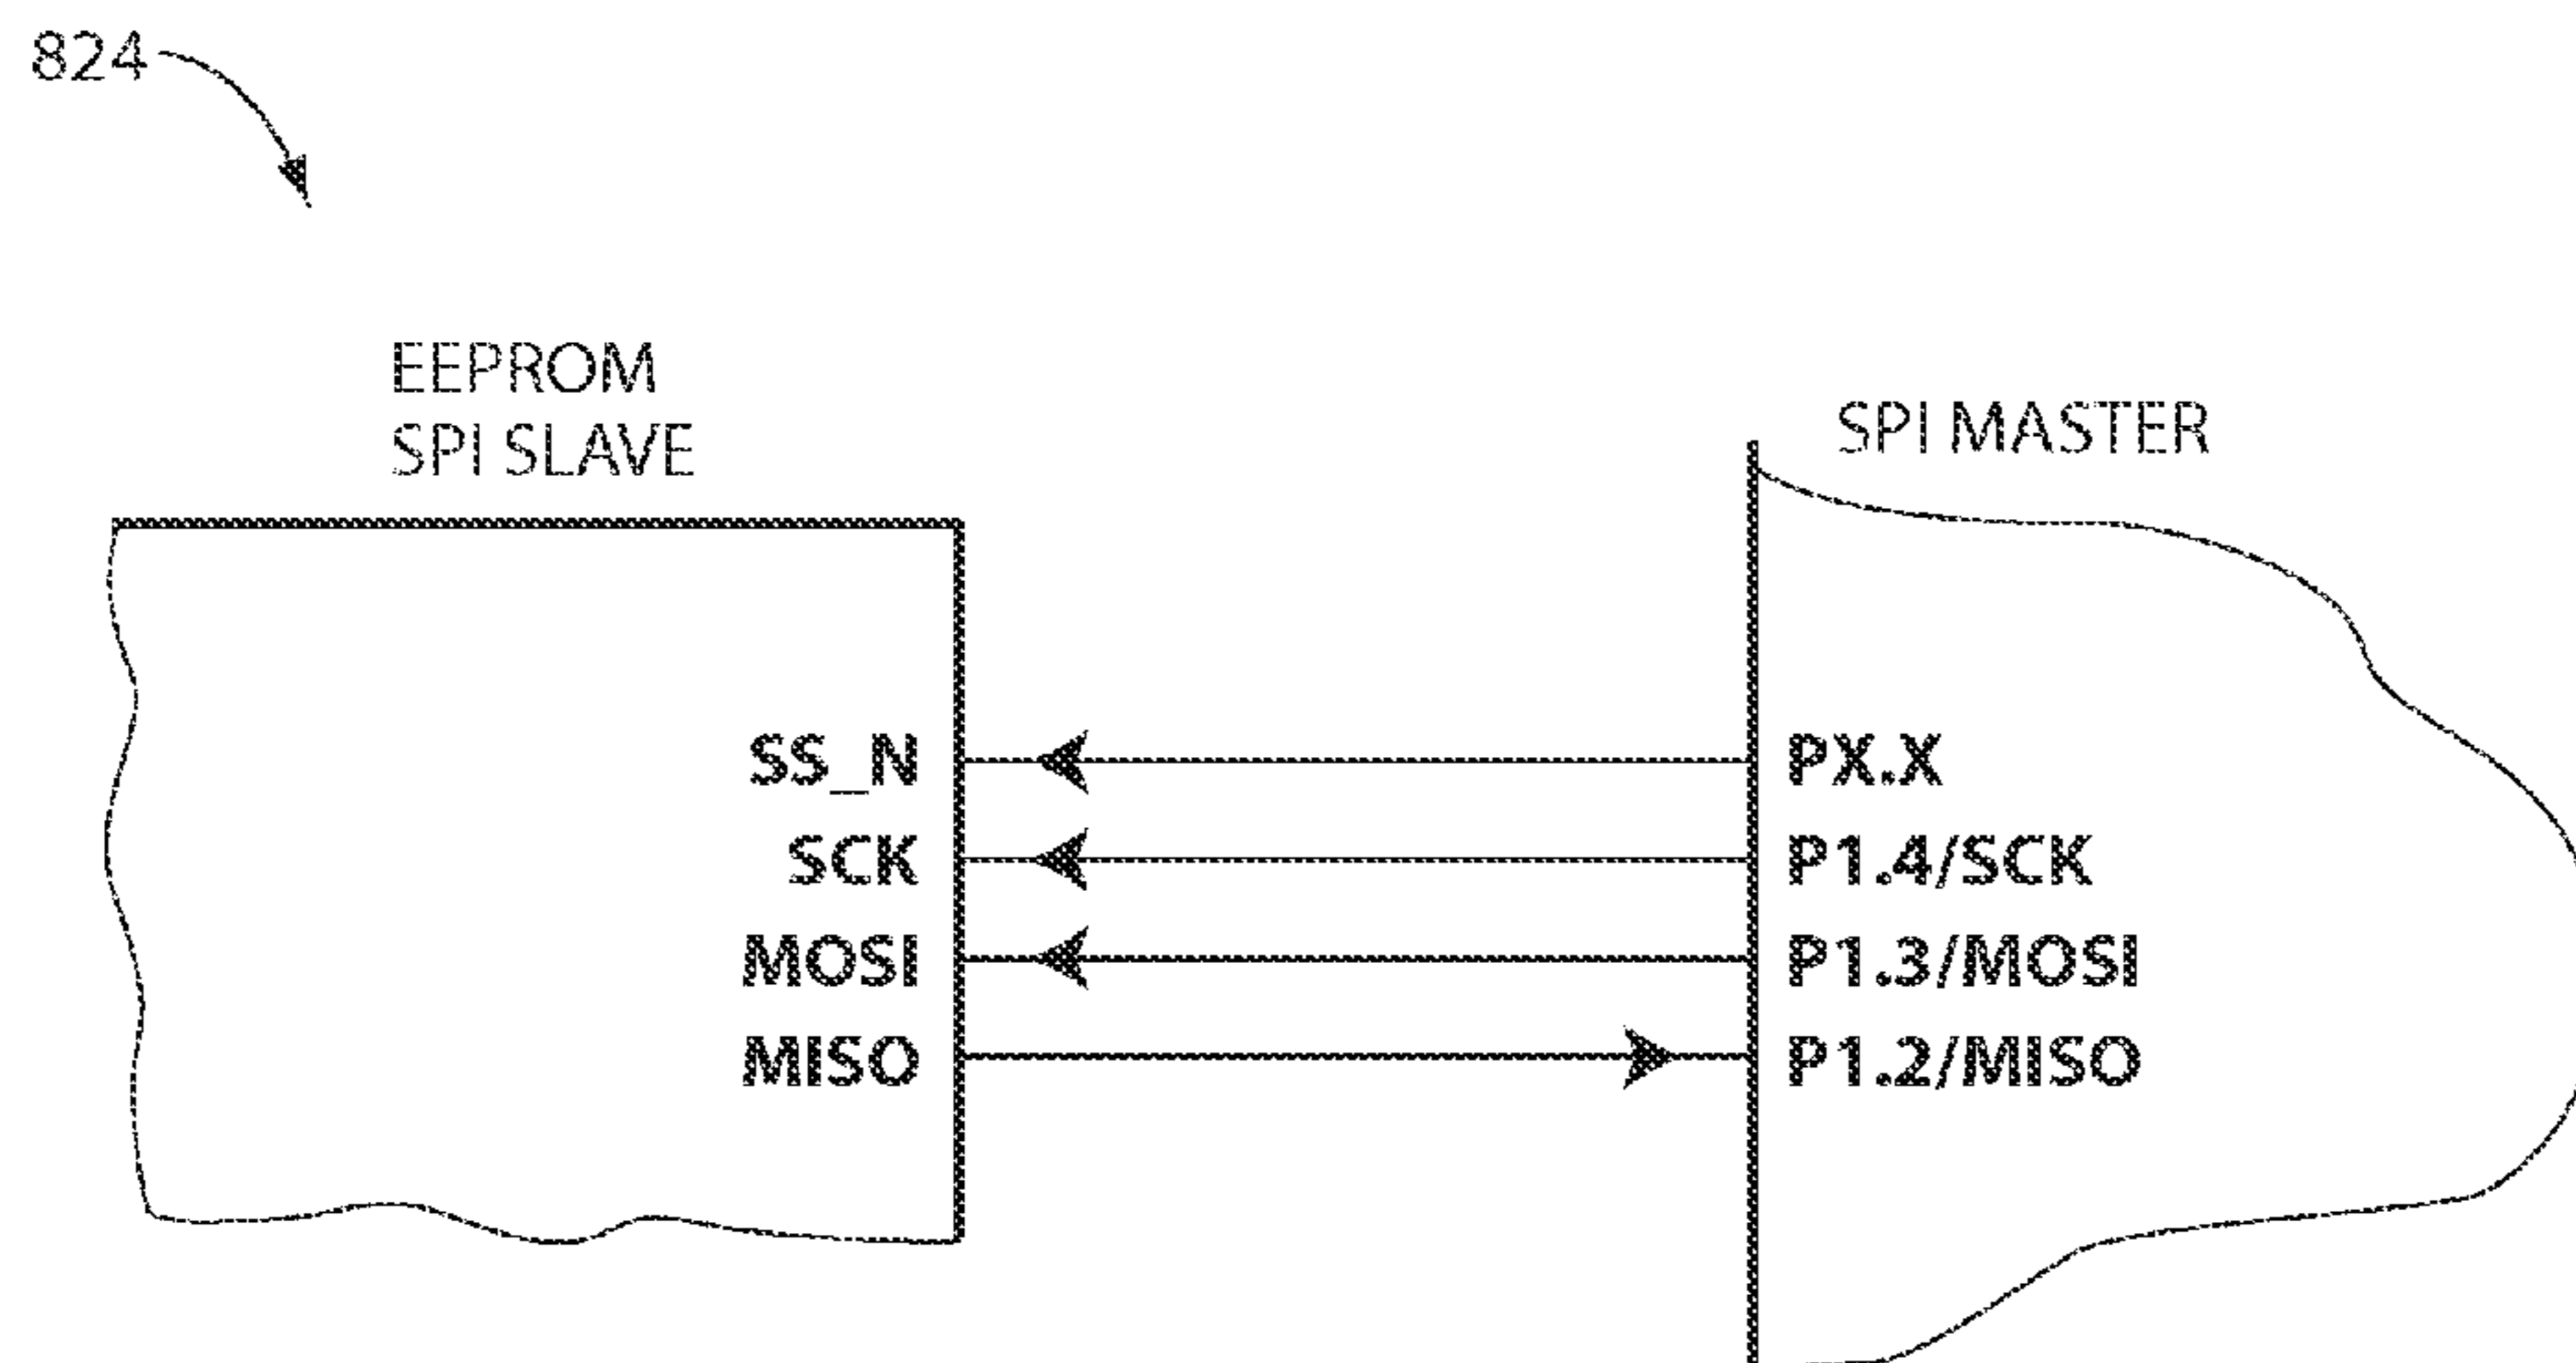 824
EEPROM
SPI SLAVE
SPI MASTER
SS_N
PX.X
SCK
P1.4/SCK
MOSI
P1.3/MOSI
MISO
P1.2/MISO